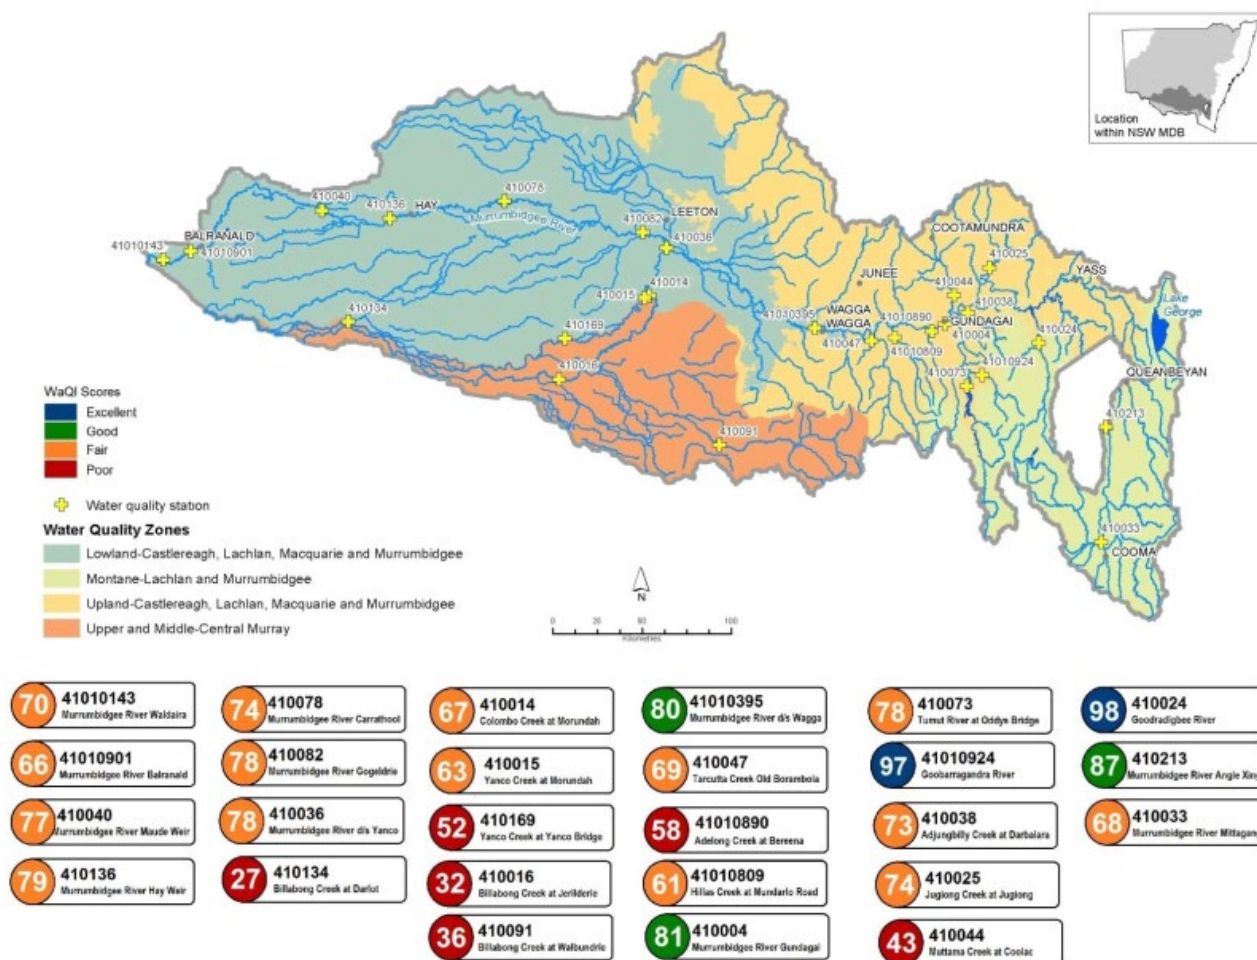 Location
within NSW MDB
410040
410136
HAY
410078
Murrumbidgee River
410082
LEETON
410036
BALRANALD
41010143
41010901
410014
410015
410134
410169
410016
410091
COOTAMUNDRA
410025
JUNEE
410044
YASS
Lake
George
410038
41010395
WAGGA
WAGGA
41010890
GUNDAGAI
410004
410024
410047
41010809
41010924
410073
QUEANBEYAN
410213
410033
COOMA
WaQI Scores
Excellent
Good
Fair
Poor
Water quality station
Water Quality Zones
Lowland-Castlereagh, Lachlan, Macquarie and Murrumbidgee
Montane-Lachlan and Murrumbidgee
Upland-Castlereagh, Lachlan, Macquarie and Murrumbidgee
Upper and Middle-Central Murray
N
0 25 50 100
Kilometres
70 41010143
Murrumbidgee River Waldaira
66 41010901
Murrumbidgee River Balranald
77 410040
Murrumbidgee River Maude Weir
79 410136
Murrumbidgee River Hay Weir
74 410078
Murrumbidgee River Carrathool
78 410082
Murrumbidgee River Gogeldrie
78 410036
Murrumbidgee River d/s Yanco
27 410134
Billabong Creek at Darlot
67 410014
Colombo Creek at Morundah
63 410015
Yanco Creek at Morundah
52 410169
Yanco Creek at Yanco Bridge
32 410016
Billabong Creek at Jerilderie
36 410091
Billabong Creek at Walbundrie
80 41010395
Murrumbidgee River d/s Wagga
69 410047
Tarcutta Creek Old Borambola
58 41010890
Adelong Creek at Bereena
61 41010809
Hillas Creek at Mundarlo Road
81 410004
Murrumbidgee River Gundagai
78 410073
Tumut River at Oddys Bridge
97 41010924
Goobarragandra River
73 410038
Adjungbilly Creek at Darbalara
74 410025
Jugiong Creek at Jugiong
43 410044
Muttama Creek at Coolac
98 410024
Goodradigbee River
87 410213
Murrumbidgee River Angle Xing
68 410033
Murrumbidgee River Mittagang